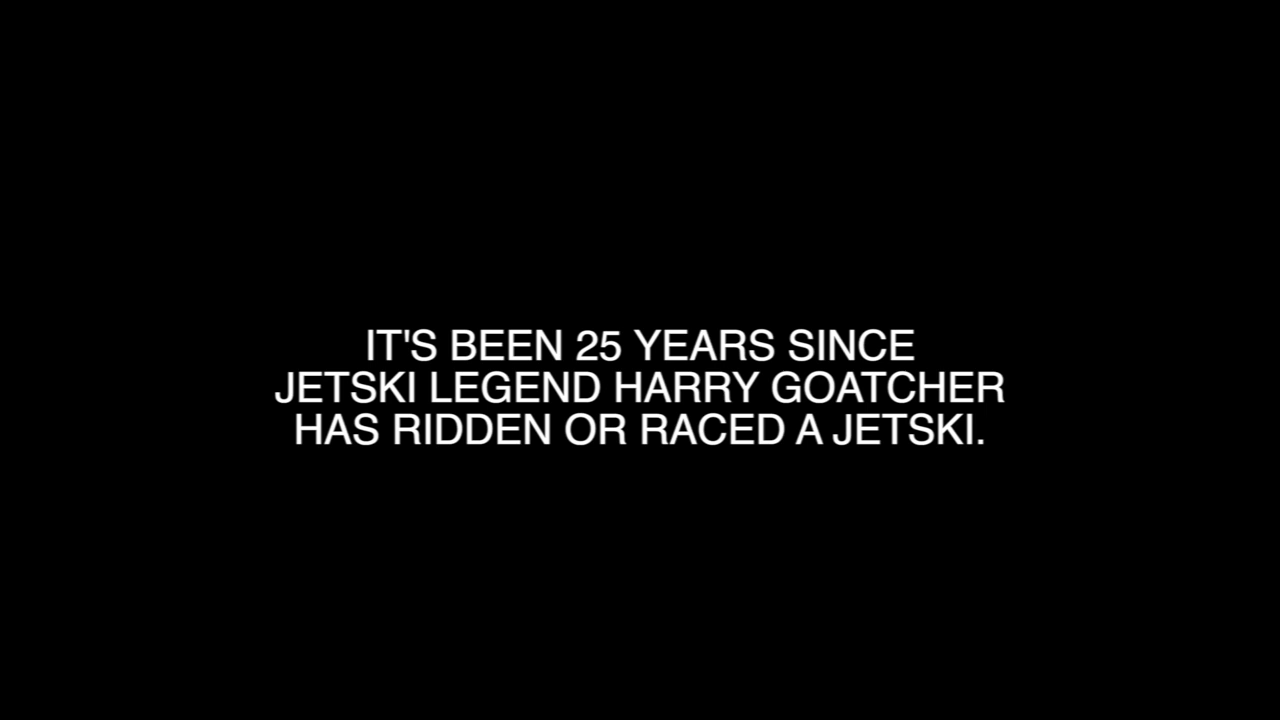 IT'S BEEN 25 YEARS SINCE
JETSKI LEGEND HARRY GOATCHER
HAS RIDDEN OR RACED A JETSKI.